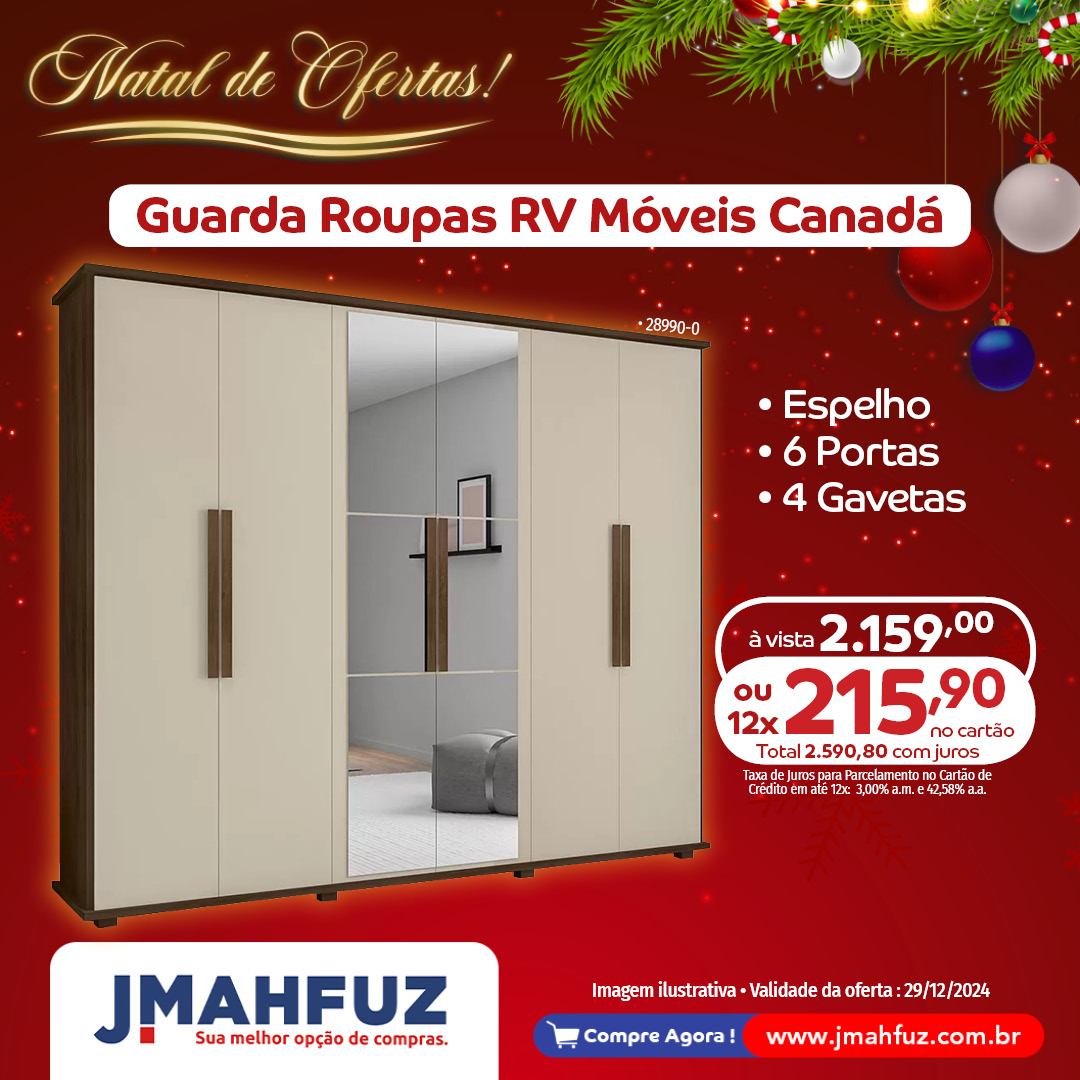 Natal de Ofertas!
Guarda Roupas RV Móveis Canadá
• 28990-0
• Espelho
• 6 Portas
• 4 Gavetas
à vista 2.159,00
ou 12x 215,90 no cartão
Total 2.590,80 com juros
Taxa de Juros para Parcelamento no Cartão de
Crédito em até 12x: 3,00% a.m. e 42,58% a.a.
JMAHFUZ
Sua melhor opção de compras.
Imagem ilustrativa • Validade da oferta : 29/12/2024
Compre Agora !
www.jmahfuz.com.br